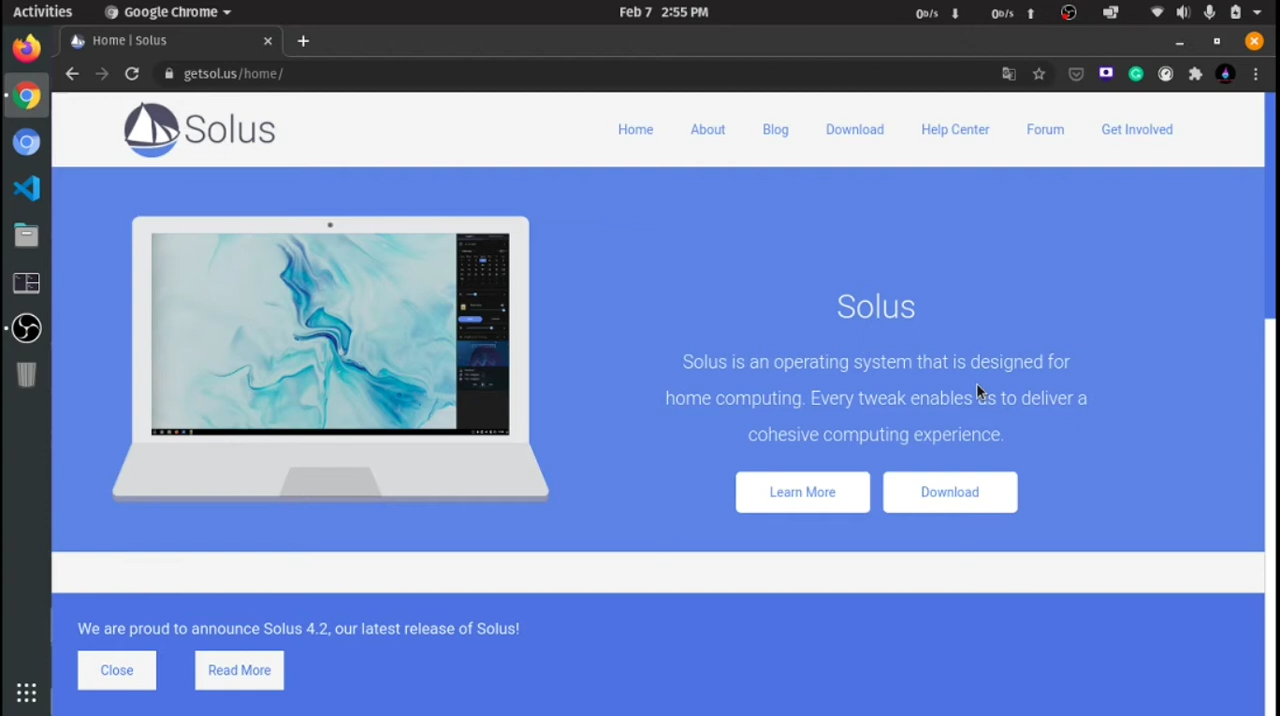 Activities
Google Chrome
Feb 7 2:55 PM
0b/s
0b/s
Home | Solus
getsol.us/home/
Solus
Home
About
Blog
Download
Help Center
Forum
Get Involved
Solus
Solus is an operating system that is designed for
home computing. Every tweak enables us to deliver a
cohesive computing experience.
Learn More
Download
We are proud to announce Solus 4.2, our latest release of Solus!
Close
Read More